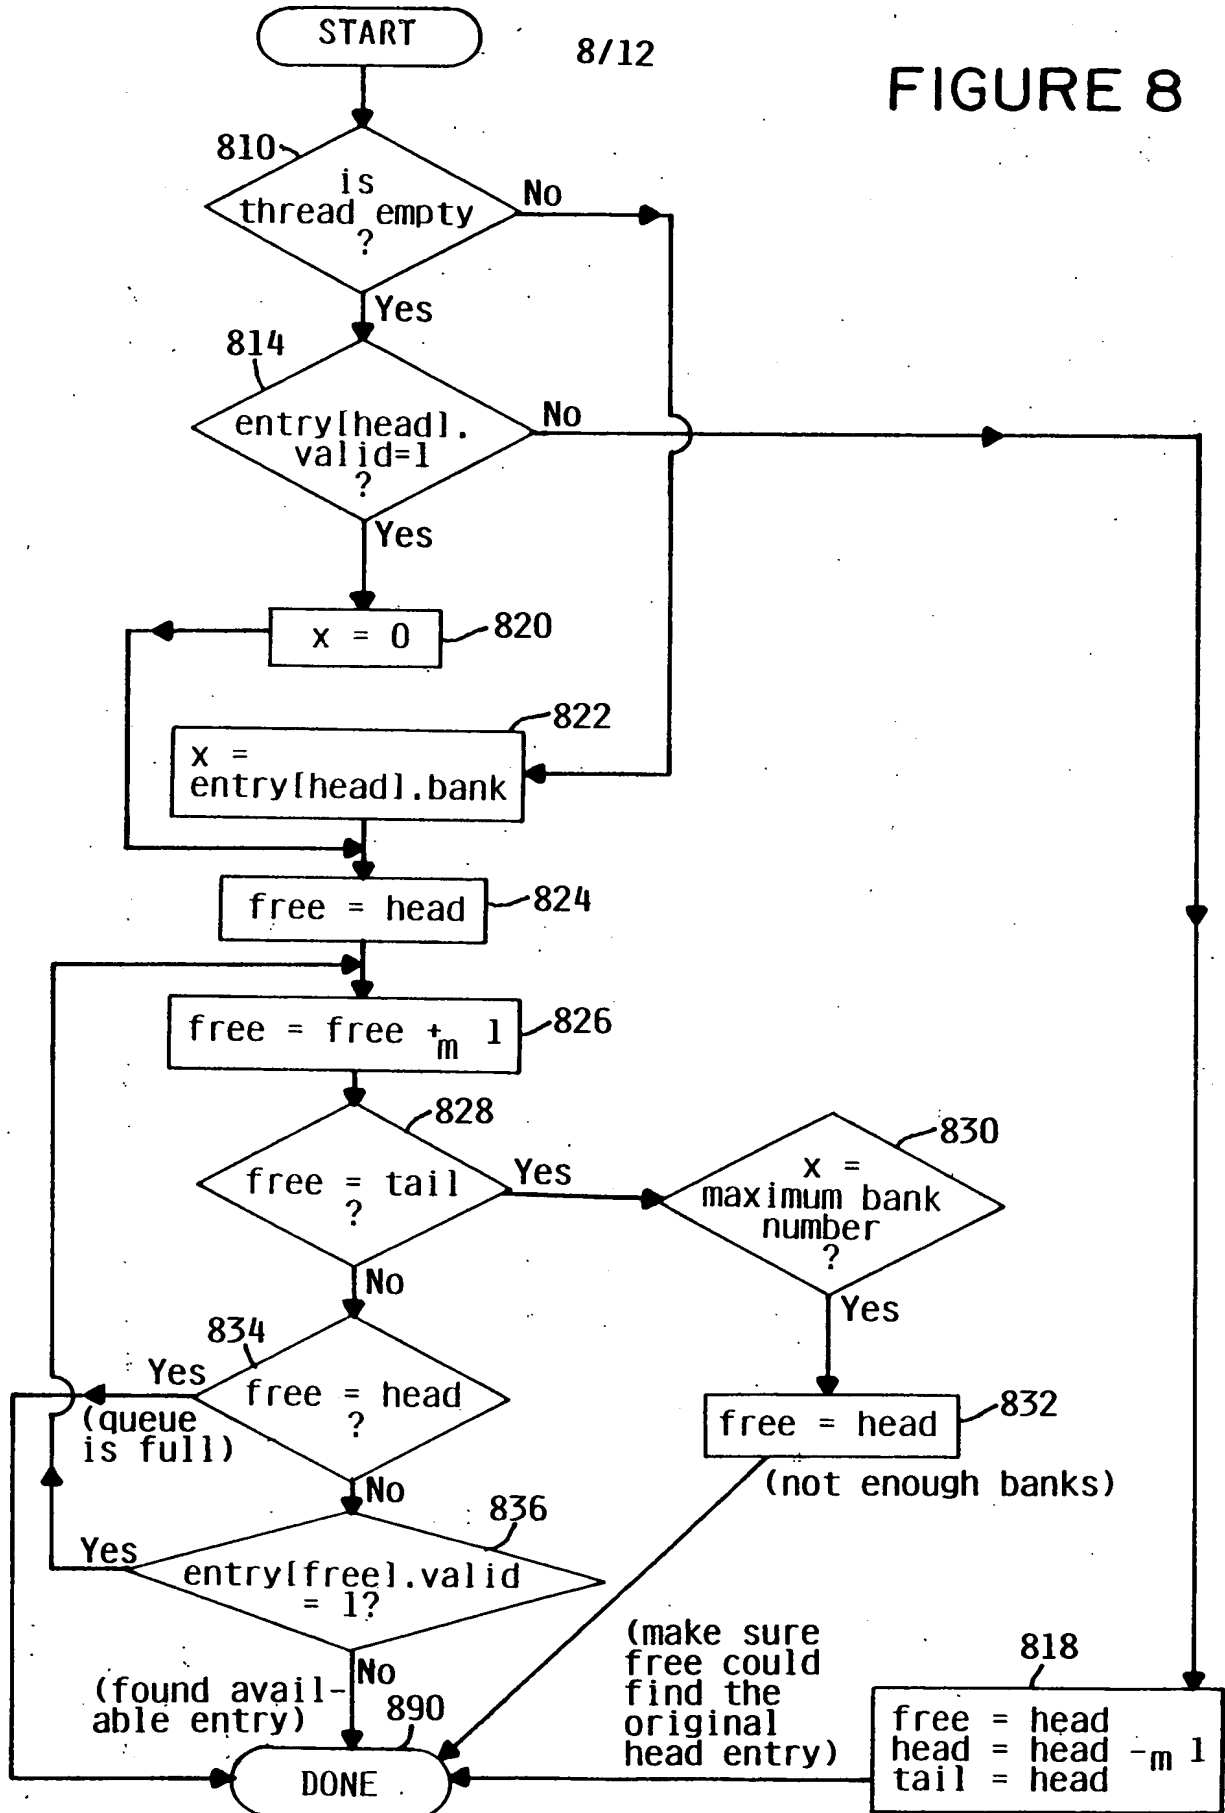 START
8/12
FIGURE 8
810
is
thread empty
?
No
Yes
814
entry[head].
valid=1
?
No
Yes
x = 0
820
822
x =
entry[head].bank
free = head
824
free = free +m 1
826
828
free = tail
?
Yes
830
x =
maximum bank
number
?
No
Yes
834
Yes
free = head
?
(queue
is full)
free = head
832
(not enough banks)
No
836
Yes
entry[free].valid
= 1?
No
(found avail-
able entry)
890
DONE
(make sure
free could
find the
original
head entry)
818
free = head
head = head -m 1
tail = head